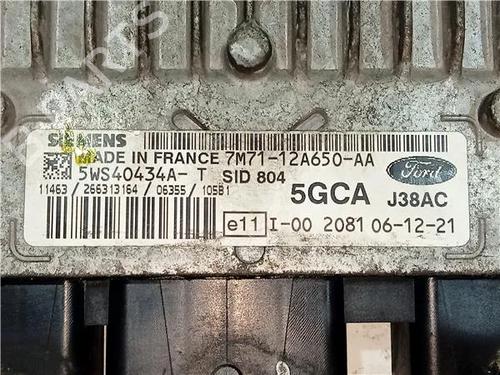 SIEMENS
MADE IN FRANCE 7M71-12A650-AA
5WS40434A- T SID 804
11463 / 266313164 /06355 / 10581
5GCA J38AC
Ford
e11 I-00 2081 06-12-21